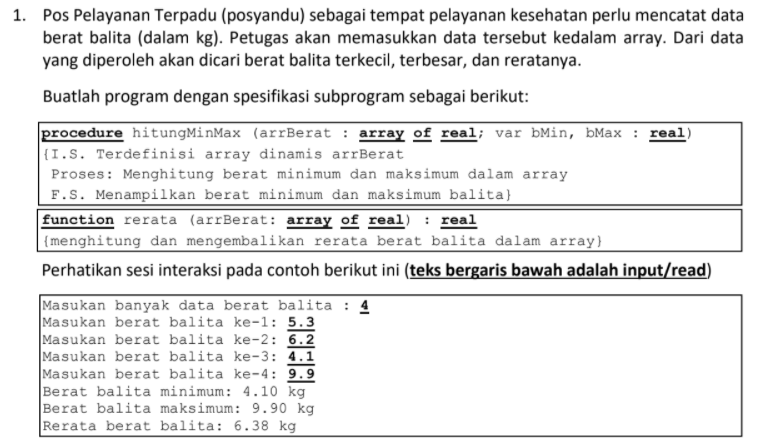 1. Pos Pelayanan Terpadu (posyandu) sebagai tempat pelayanan kesehatan perlu mencatat data
berat balita (dalam kg). Petugas akan memasukkan data tersebut kedalam array. Dari data
yang diperoleh akan dicari berat balita terkecil, terbesar, dan reratanya.
Buatlah program dengan spesifikasi subprogram sebagai berikut:
procedure hitungMinMax (arrBerat : array of real; var bMin, bMax : real)
{I.S. Terdefinisi array dinamis arrBerat
Proses: Menghitung berat minimum dan maksimum dalam array
F.S. Menampilkan berat minimum dan maksimum balita}
function rerata (arrBerat: array of real) : real
{menghitung dan mengembalikan rerata berat balita dalam array}
Perhatikan sesi interaksi pada contoh berikut ini (teks bergaris bawah adalah input/read)
Masukan banyak data berat balita : 4
Masukan berat balita ke-1: 5.3
Masukan berat balita ke-2: 6.2
Masukan berat balita ke-3: 4.1
Masukan berat balita ke-4: 9.9
Berat balita minimum: 4.10 kg
Berat balita maksimum: 9.90 kg
Rerata berat balita: 6.38 kg